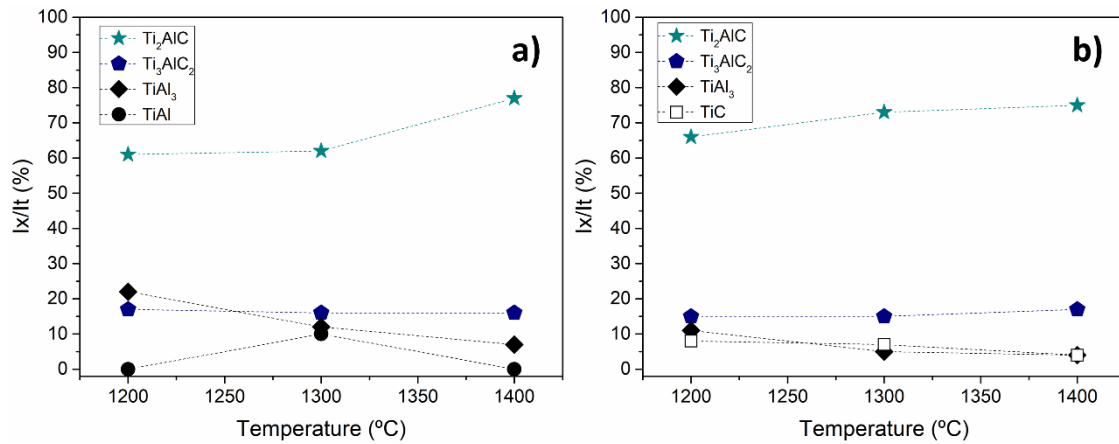 a)
Ti₂AlC
Ti₃AlC₂
TiAl₃
TiAl
Ix/It (%)
100
90
80
70
60
50
40
30
20
10
0
1200 1250 1300 1350 1400
Temperature (ºC)
b)
Ti₂AlC
Ti₃AlC₂
TiAl₃
TiC
Ix/It (%)
100
90
80
70
60
50
40
30
20
10
0
1200 1250 1300 1350 1400
Temperature (ºC)